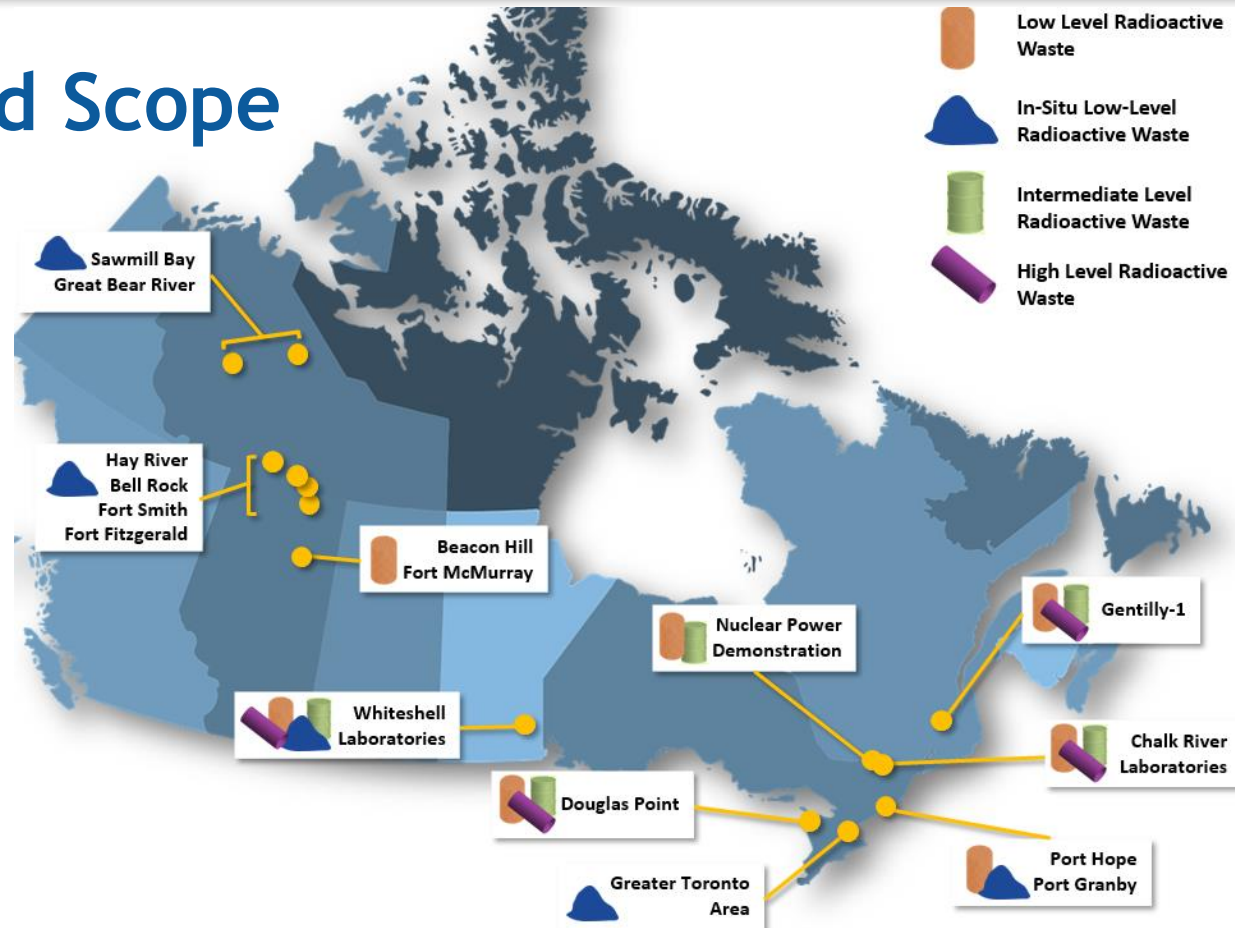 d Scope
Low Level Radioactive
Waste
In-Situ Low-Level
Radioactive Waste
Intermediate Level
Radioactive Waste
High Level Radioactive
Waste
Sawmill Bay
Great Bear River
Hay River
Bell Rock
Fort Smith
Fort Fitzgerald
Beacon Hill
Fort McMurray
Nuclear Power
Demonstration
Gentilly-1
Whiteshell
Laboratories
Chalk River
Laboratories
Douglas Point
Port Hope
Port Granby
Greater Toronto
Area